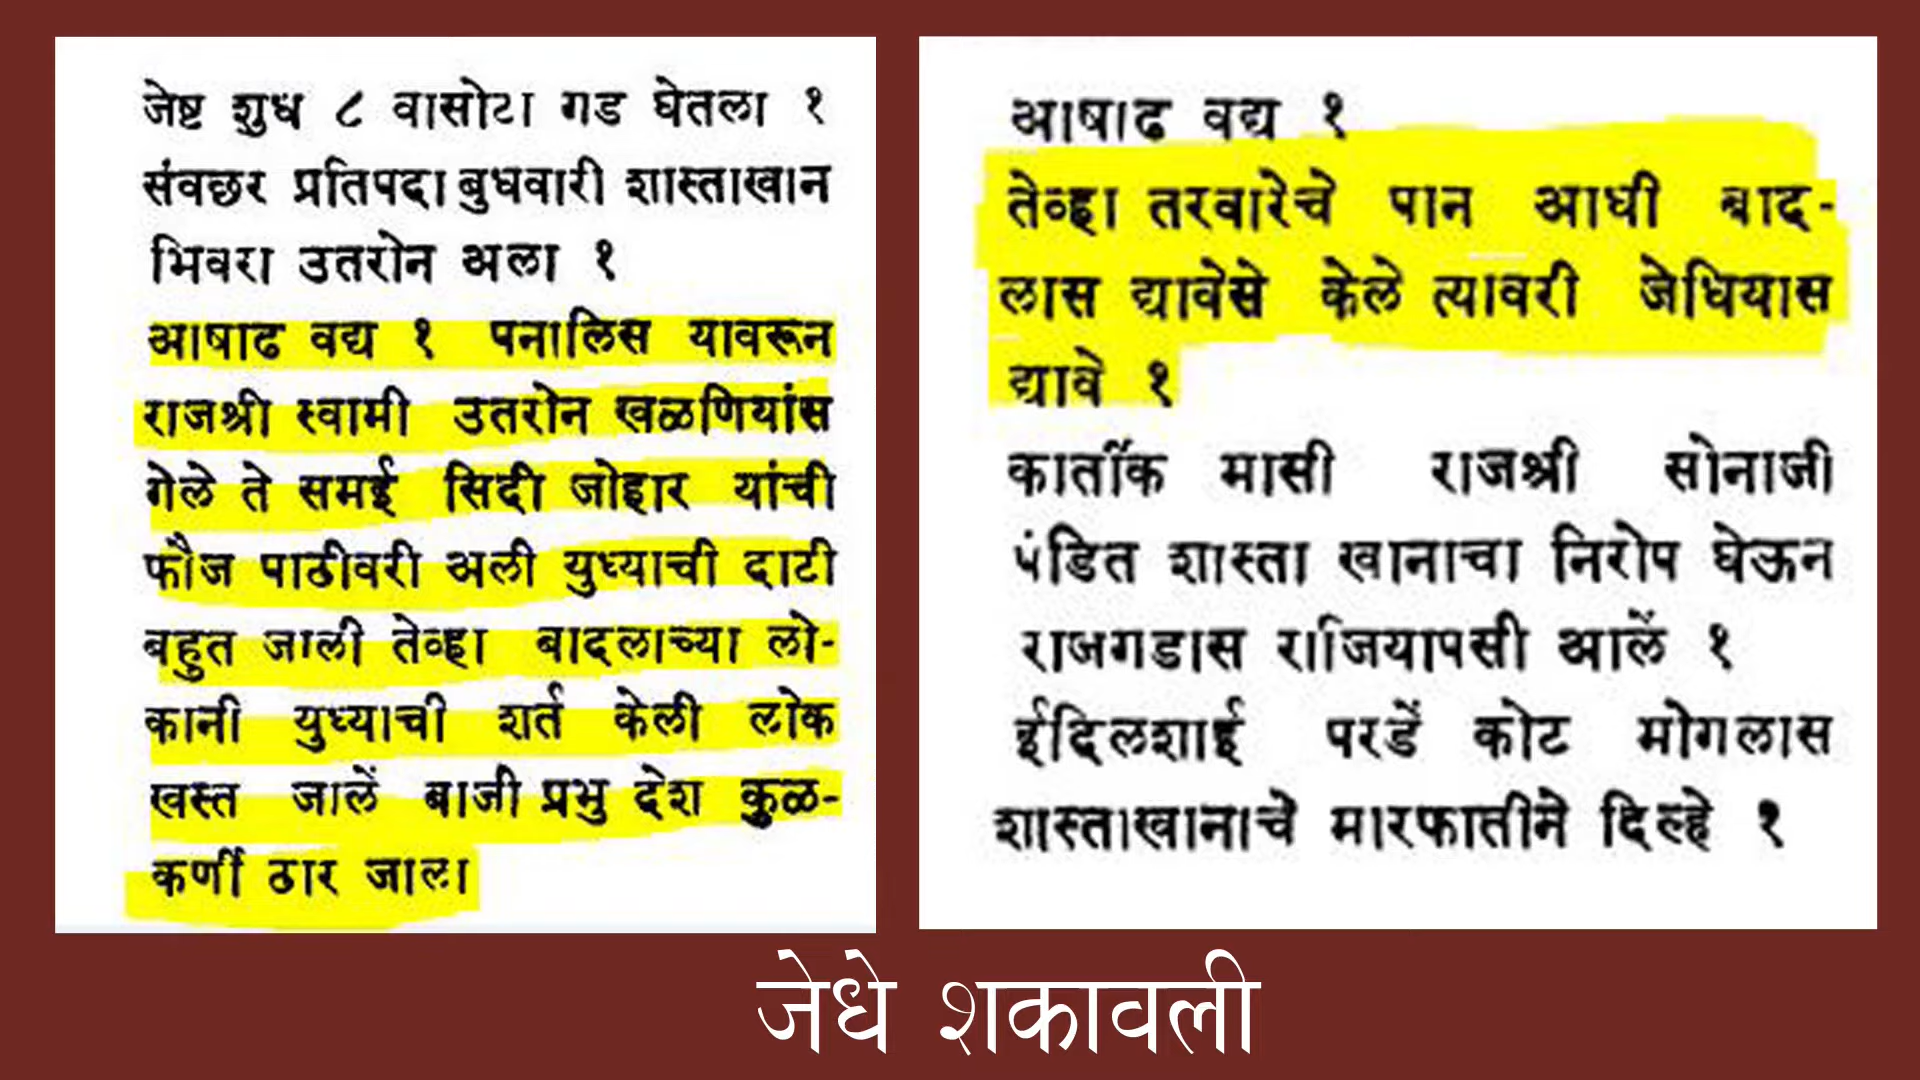 जेष्ट शुध ८ वासोटा गड घेतला १
संवछर प्रतिपदा बुधवारी शास्ताखान
भिवरा उतरोन अला १
आषाढ वद्य १ पनालिस यावरून
राजश्री स्वामी उतरोन खळणियांस
गेले ते समई सिदी जोहार यांची
फौज पाठीवरी अली युध्याची दाटी
बहुत जाली तेव्हा बादलाच्या लो-
कानी युध्याची शर्त केली लोक
खस्त जालें बाजी प्रभु देश कुळ-
कर्णी ठार जाला
आषाढ वद्य १
तेव्हा तरवारेचे पान आधी बाद-
लास द्यावेसे केले त्यावरी जेधियास
द्यावे १
कार्तीक मासी राजश्री सोनाजी
पंडित शास्ता खानाचा निरोप घेऊन
राजगडास राजियापसी आलें १
ईदिलशाई परडें कोट मोगलास
शास्ताखानाचे मारफातीने दिल्हे १
जेधे शकावली